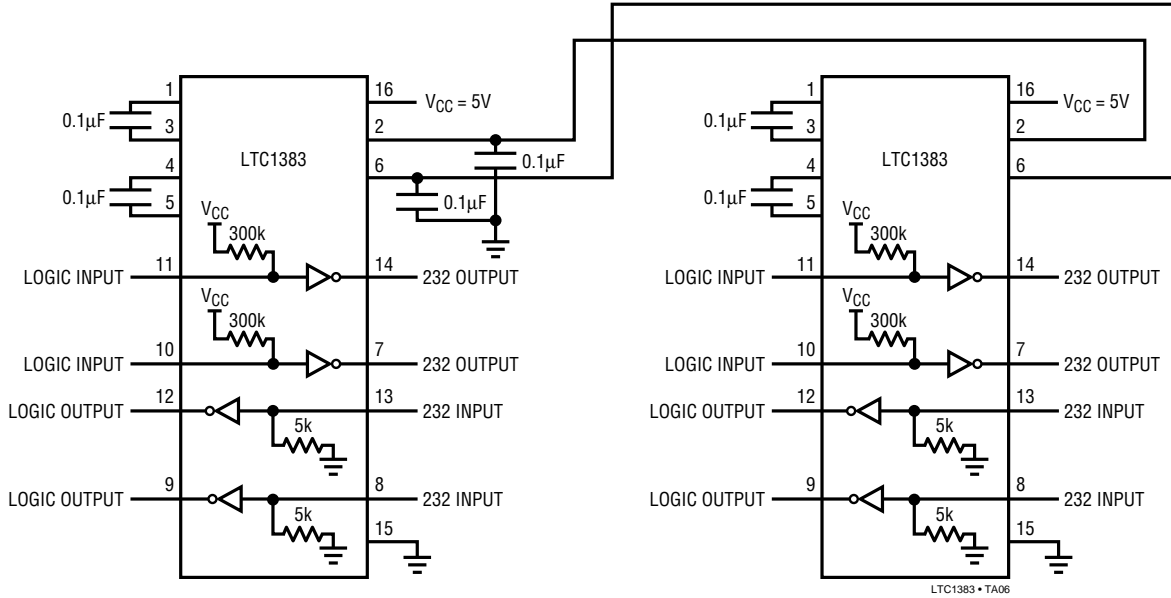 1
16
VCC = 5V
0.1µF
3
2
LTC1383
4
6
0.1µF
0.1µF
5
0.1µF
VCC
300k
LOGIC INPUT
11
14
232 OUTPUT
VCC
300k
LOGIC INPUT
10
7
232 OUTPUT
LOGIC OUTPUT
12
13
232 INPUT
5k
LOGIC OUTPUT
9
8
232 INPUT
5k
15
1
16
VCC = 5V
0.1µF
3
2
LTC1383
4
6
0.1µF
5
VCC
300k
LOGIC INPUT
11
14
232 OUTPUT
VCC
300k
LOGIC INPUT
10
7
232 OUTPUT
LOGIC OUTPUT
12
13
232 INPUT
5k
LOGIC OUTPUT
9
8
232 INPUT
5k
15
LTC1383 • TA06